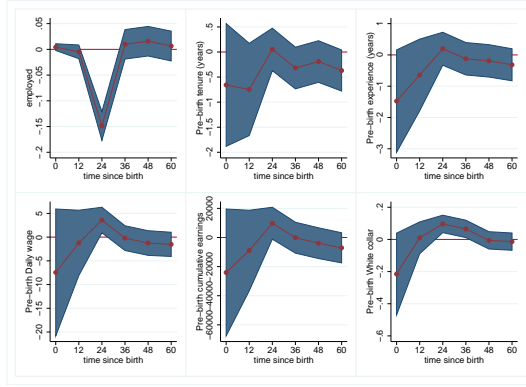 employed
.05
0
-.05
-.1
-.15
-.2
0 12 24 36 48 60
time since birth
Pre-birth tenure (years)
.5
0
-.5
-1
-1.5
-2
0 12 24 36 48 60
time since birth
Pre-birth experience (years)
1
0
-1
-2
-3
0 12 24 36 48 60
time since birth
Pre-birth Daily wage
5
0
-5
-10
-15
-20
0 12 24 36 48 60
time since birth
Pre-birth cumulative earnings
20000
0
-20000
-40000
-60000
0 12 24 36 48 60
time since birth
Pre-birth White collar
.2
0
-.2
-.4
-.6
0 12 24 36 48 60
time since birth